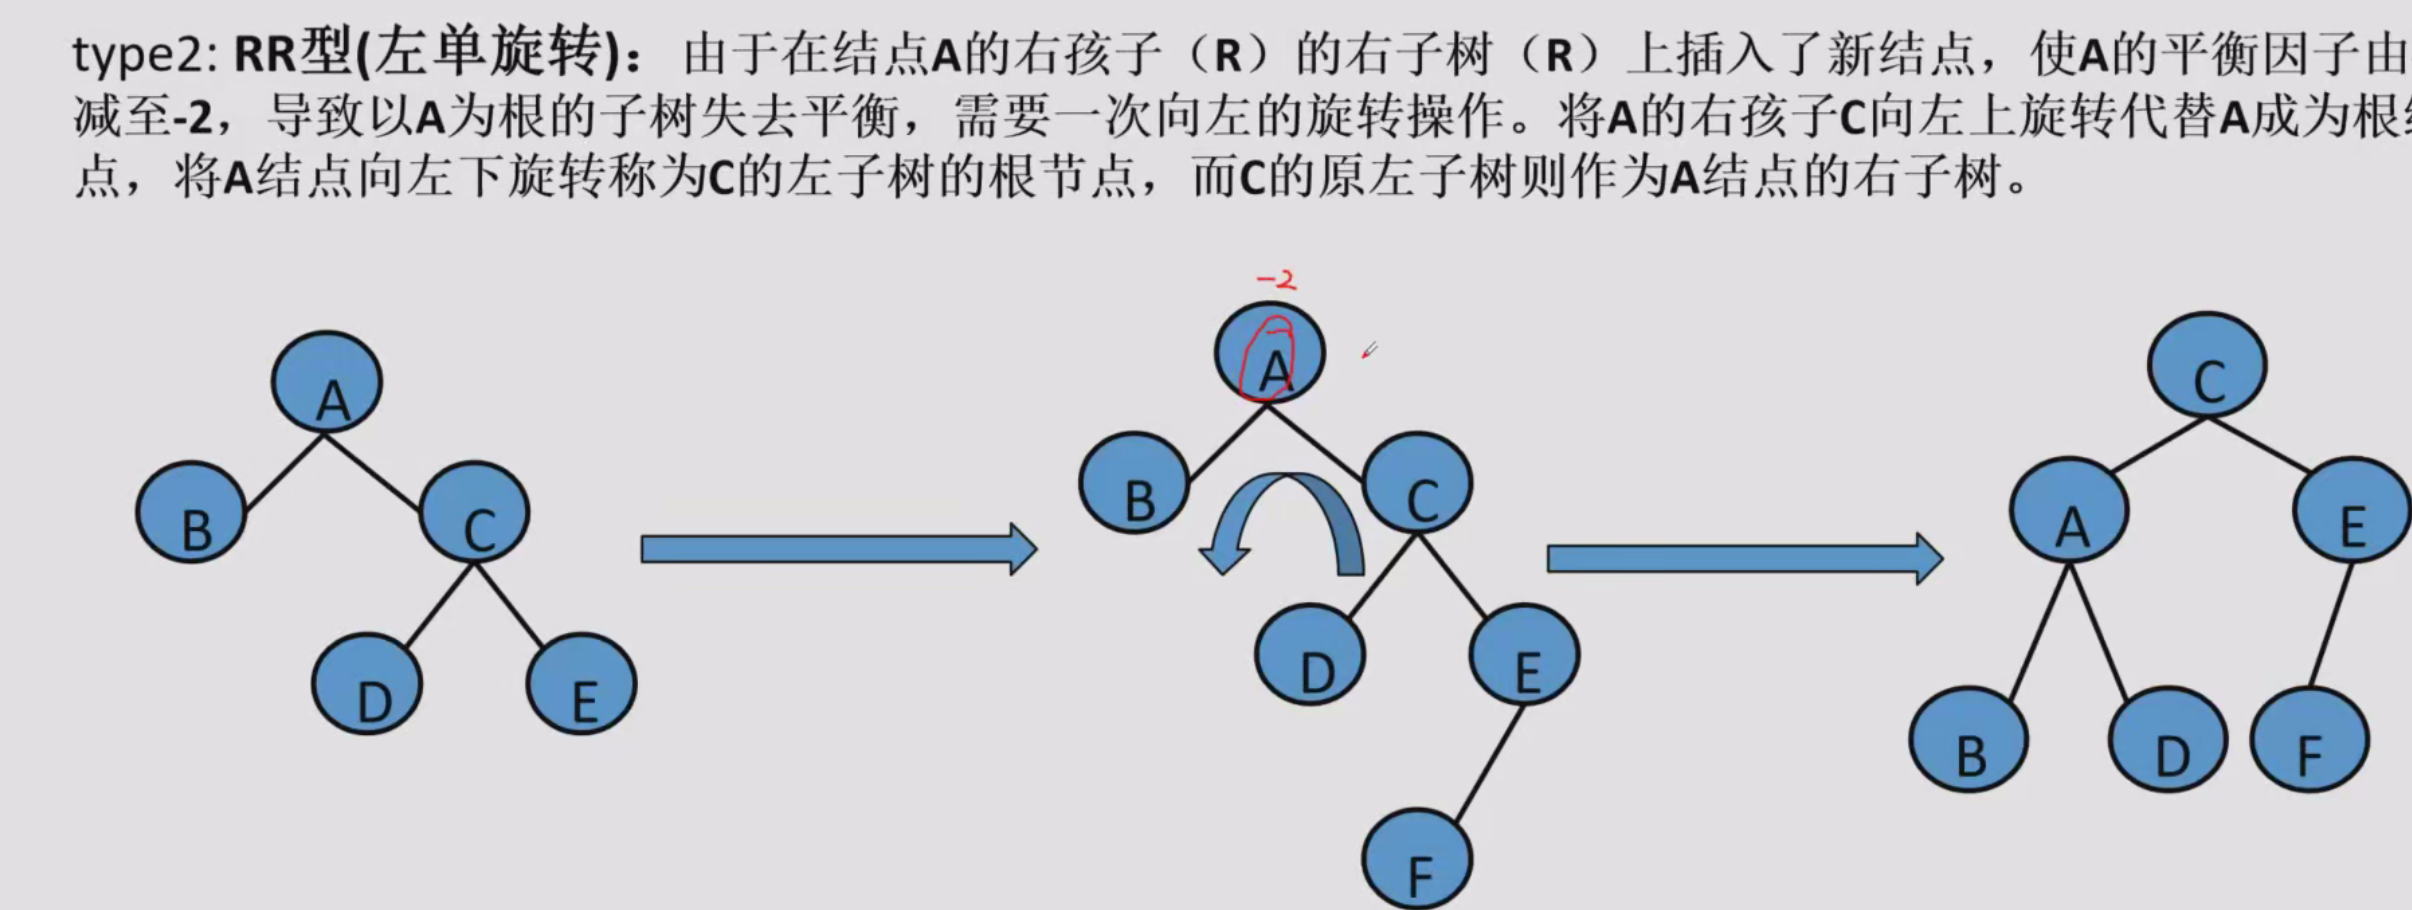 type2: RR型(左单旋转)： 由于在结点A的右孩子（R）的右子树（R）上插入了新结点，使A的平衡因子由
减至-2，导致以A为根的子树失去平衡，需要一次向左的旋转操作。将A的右孩子C向左上旋转代替A成为根结
点，将A结点向左下旋转称为C的左子树的根节点，而C的原左子树则作为A结点的右子树。
-2
A
A
C
B
C
B
C
A
E
D
E
D
E
B
D
F
F